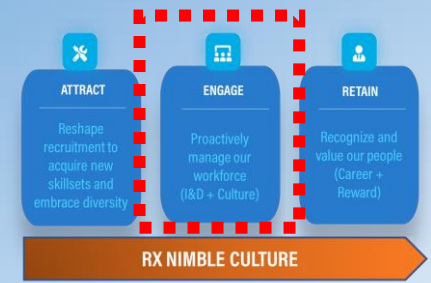 ATTRACT
Reshape
recruitment to
acquire new
skillsets and
embrace diversity
ENGAGE
Proactively
manage our
workforce
(I&D + Culture)
RETAIN
Recognize and
value our people
(Career +
Reward)
RX NIMBLE CULTURE